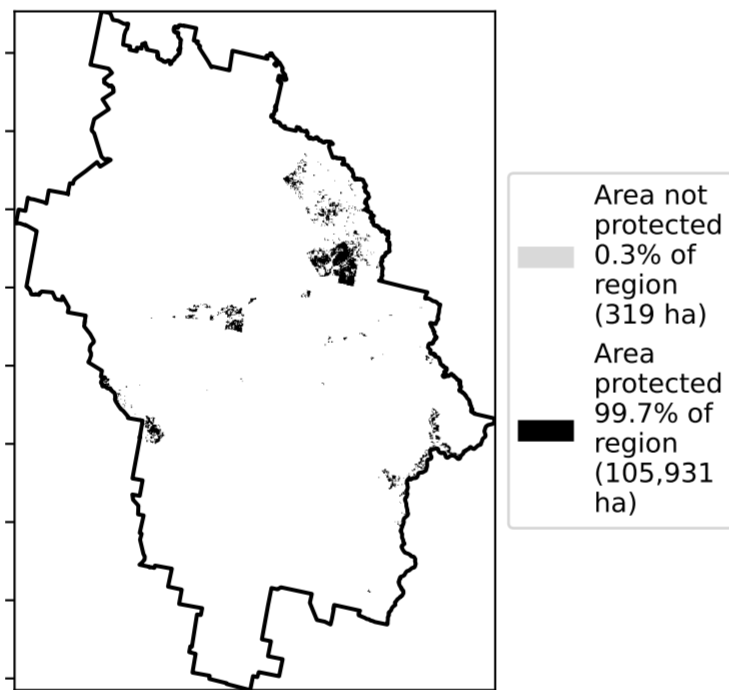 Area not
protected
0.3% of
region
(319 ha)
Area
protected
99.7% of
region
(105,931
ha)